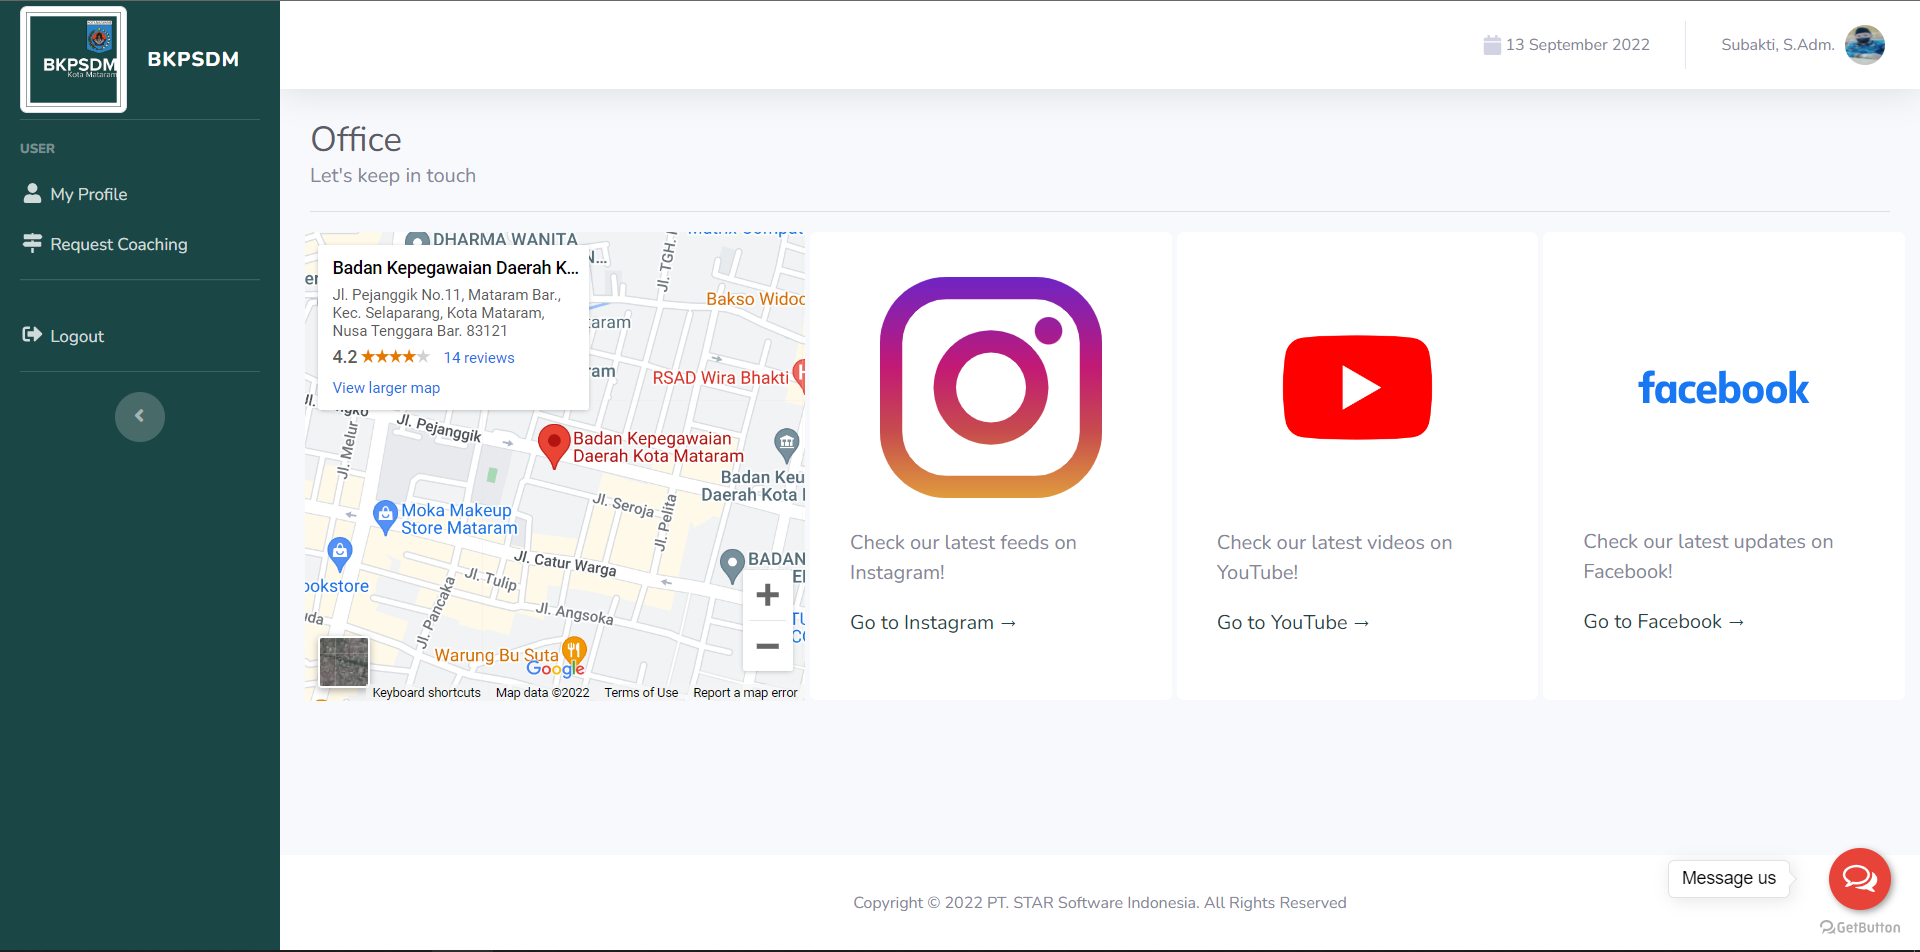 BKPSDM
Kota Mataram
BKPSDM
USER
My Profile
Request Coaching
Logout
13 September 2022
Subakti, S.Adm.
Office
Let's keep in touch
DHARMA WANITA
Badan Kepegawaian Daerah K...
Jl. Pejanggik No.11, Mataram Bar.,
Kec. Selaparang, Kota Mataram,
Nusa Tenggara Bar. 83121
4.2
14 reviews
View larger map
Jl. TGH.
Bakso
RSAD Wira Bhakti
Jl. Pejanggik
Jl. Melur
Badan Kepegawaian
Daerah Kota Mataram
Badan Keu
Daerah Kota
Jl. Seroja
Jl. Pelita
Moka Makeup
Store Mataram
Jl. Catur Warga
BADAN
Jl. Tulip
Jl. Pancaka
Jl. Angsoka
Warung Bu Suta
Google
Keyboard shortcuts
Map data ©2022
Terms of Use
Report a map error
Check our latest feeds on
Instagram!
Go to Instagram →
Check our latest videos on
YouTube!
Go to YouTube →
facebook
Check our latest updates on
Facebook!
Go to Facebook →
Copyright © 2022 PT. STAR Software Indonesia. All Rights Reserved
Message us
GetButton